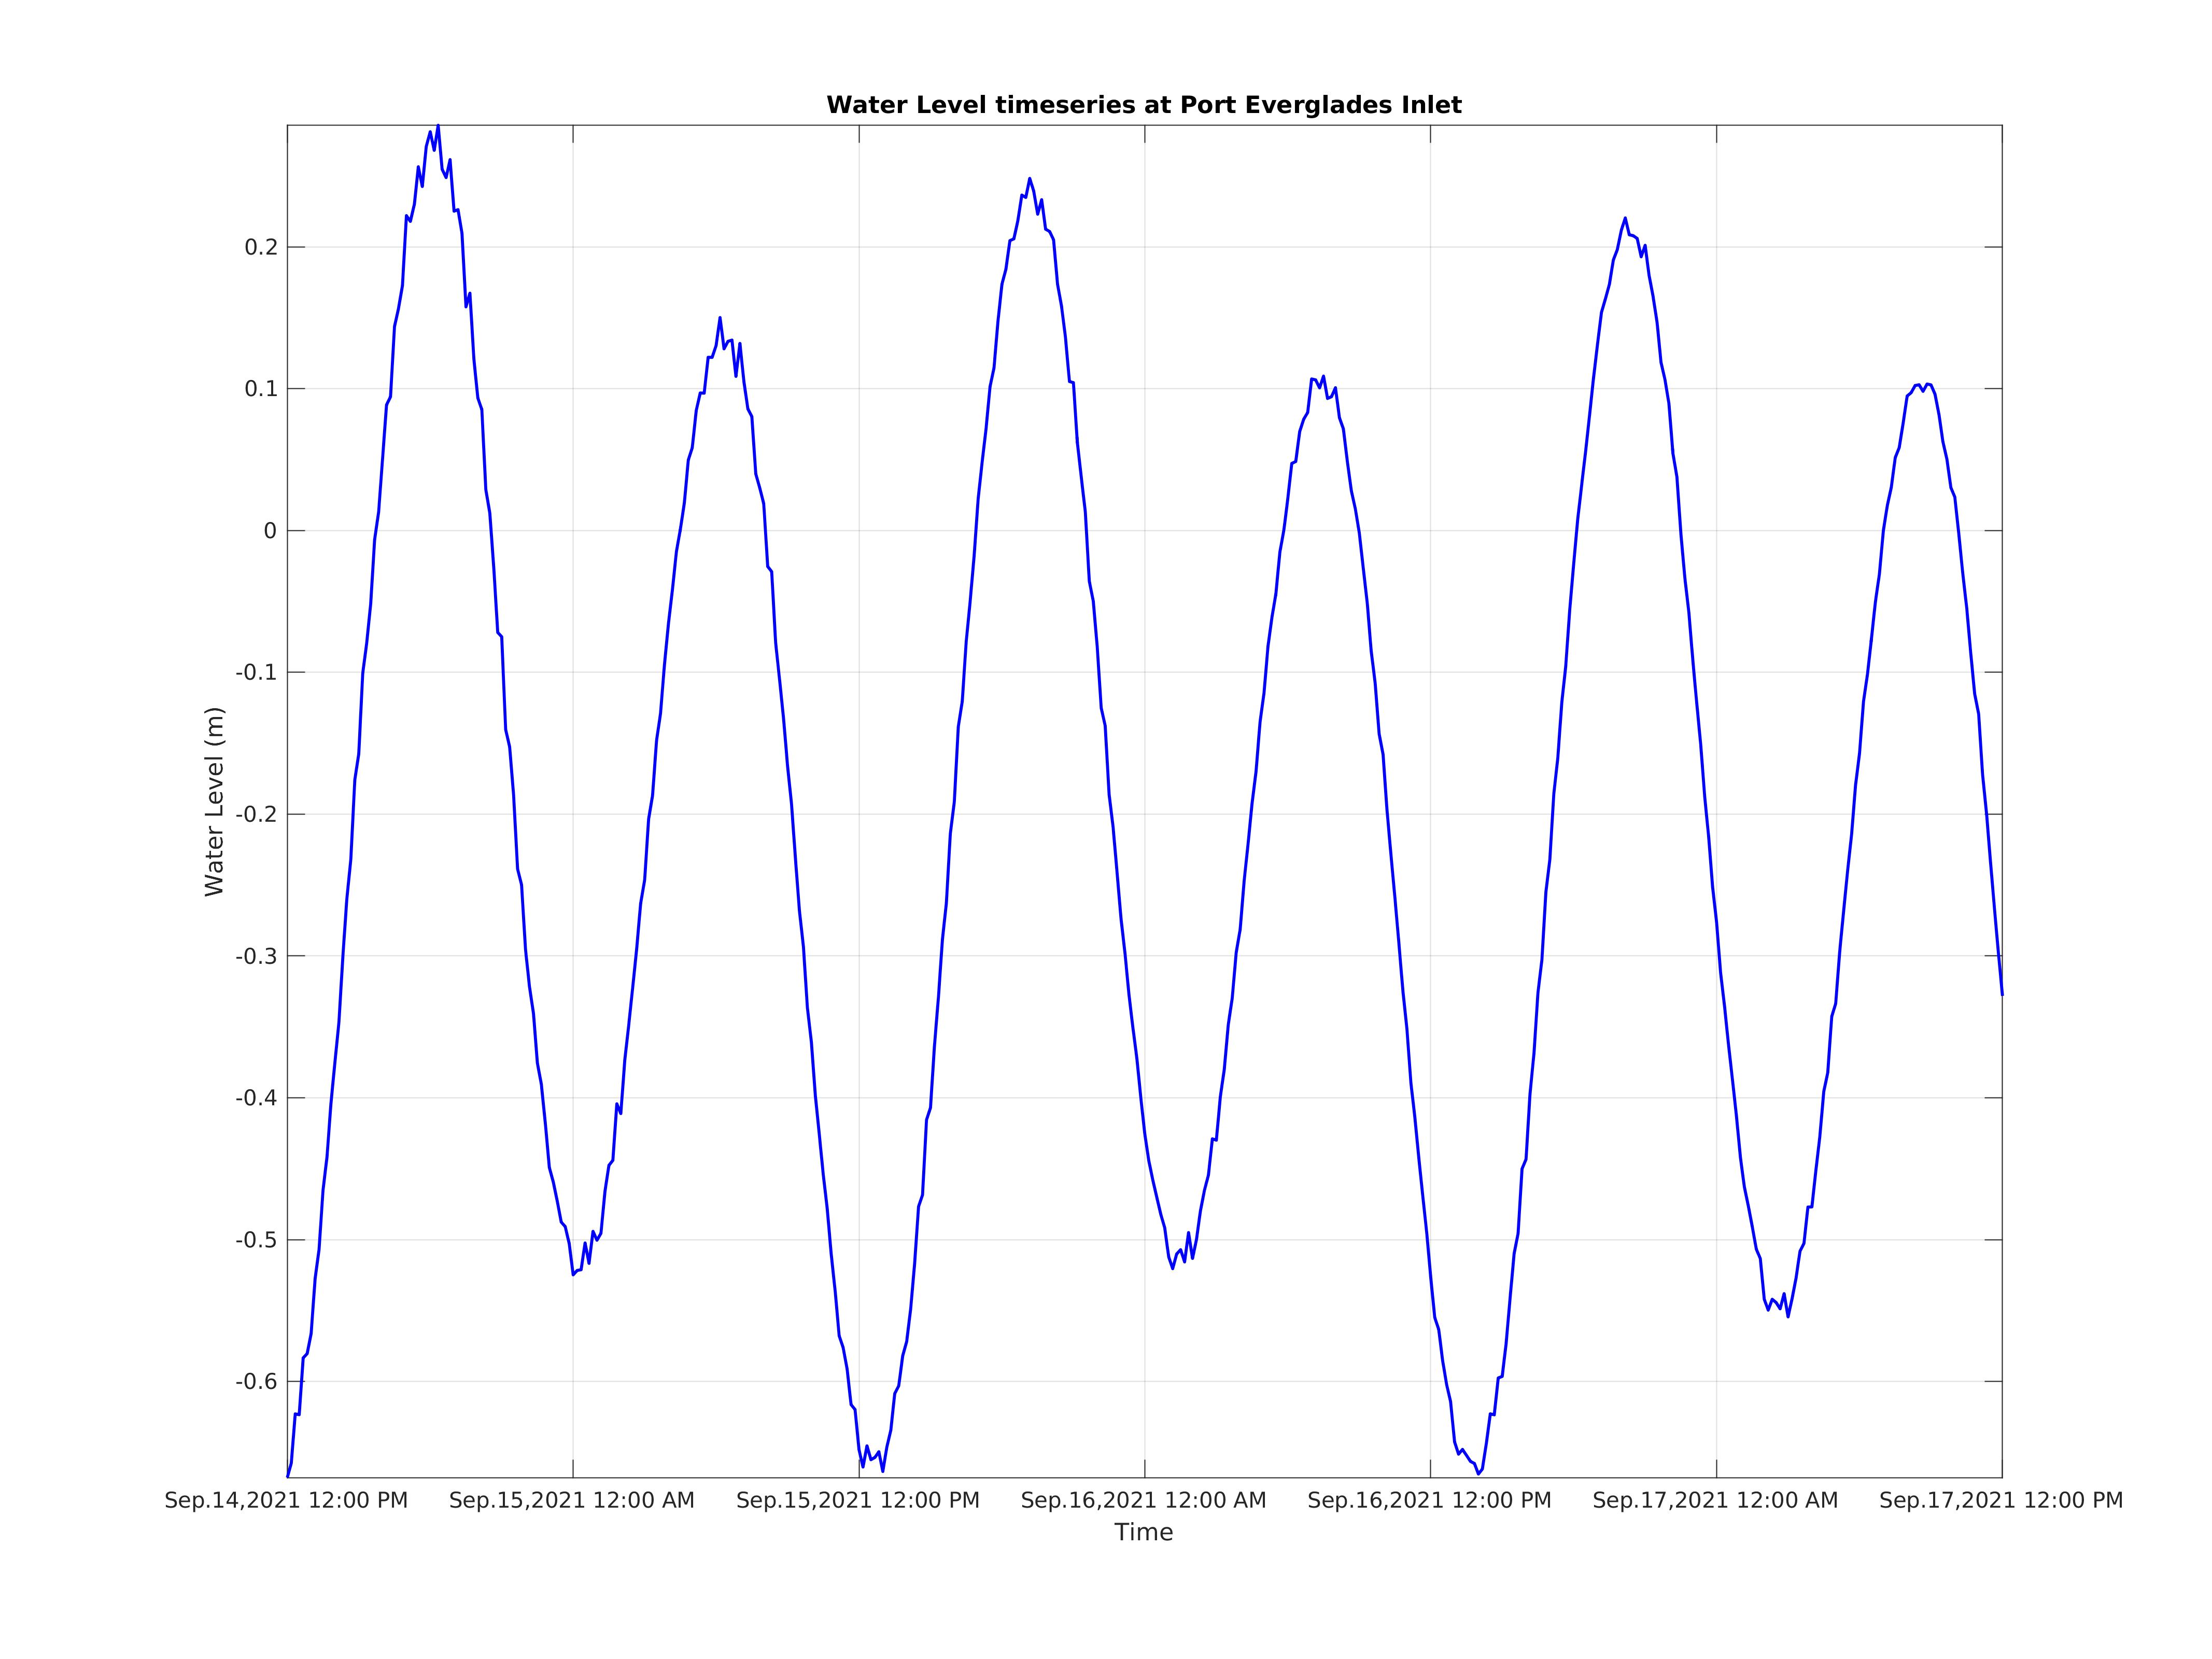 Water Level timeseries at Port Everglades Inlet
0.2
0.1
0
-0.1
-0.2
-0.3
-0.4
-0.5
-0.6
Water Level (m)
Sep.14,2021 12:00 PM
Sep.15,2021 12:00 AM
Sep.15,2021 12:00 PM
Sep.16,2021 12:00 AM
Sep.16,2021 12:00 PM
Sep.17,2021 12:00 AM
Sep.17,2021 12:00 PM
Time